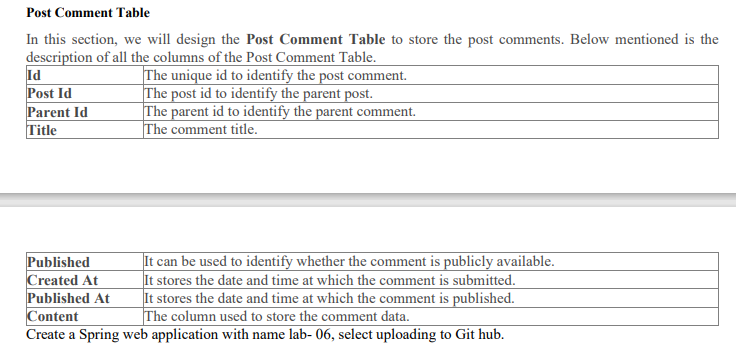 Post Comment Table
In this section, we will design the Post Comment Table to store the post comments. Below mentioned is the
description of all the columns of the Post Comment Table.
Id The unique id to identify the post comment.
Post Id The post id to identify the parent post.
Parent Id The parent id to identify the parent comment.
Title The comment title.
Published It can be used to identify whether the comment is publicly available.
Created At It stores the date and time at which the comment is submitted.
Published At It stores the date and time at which the comment is published.
Content The column used to store the comment data.
Create a Spring web application with name lab- 06, select uploading to Git hub.